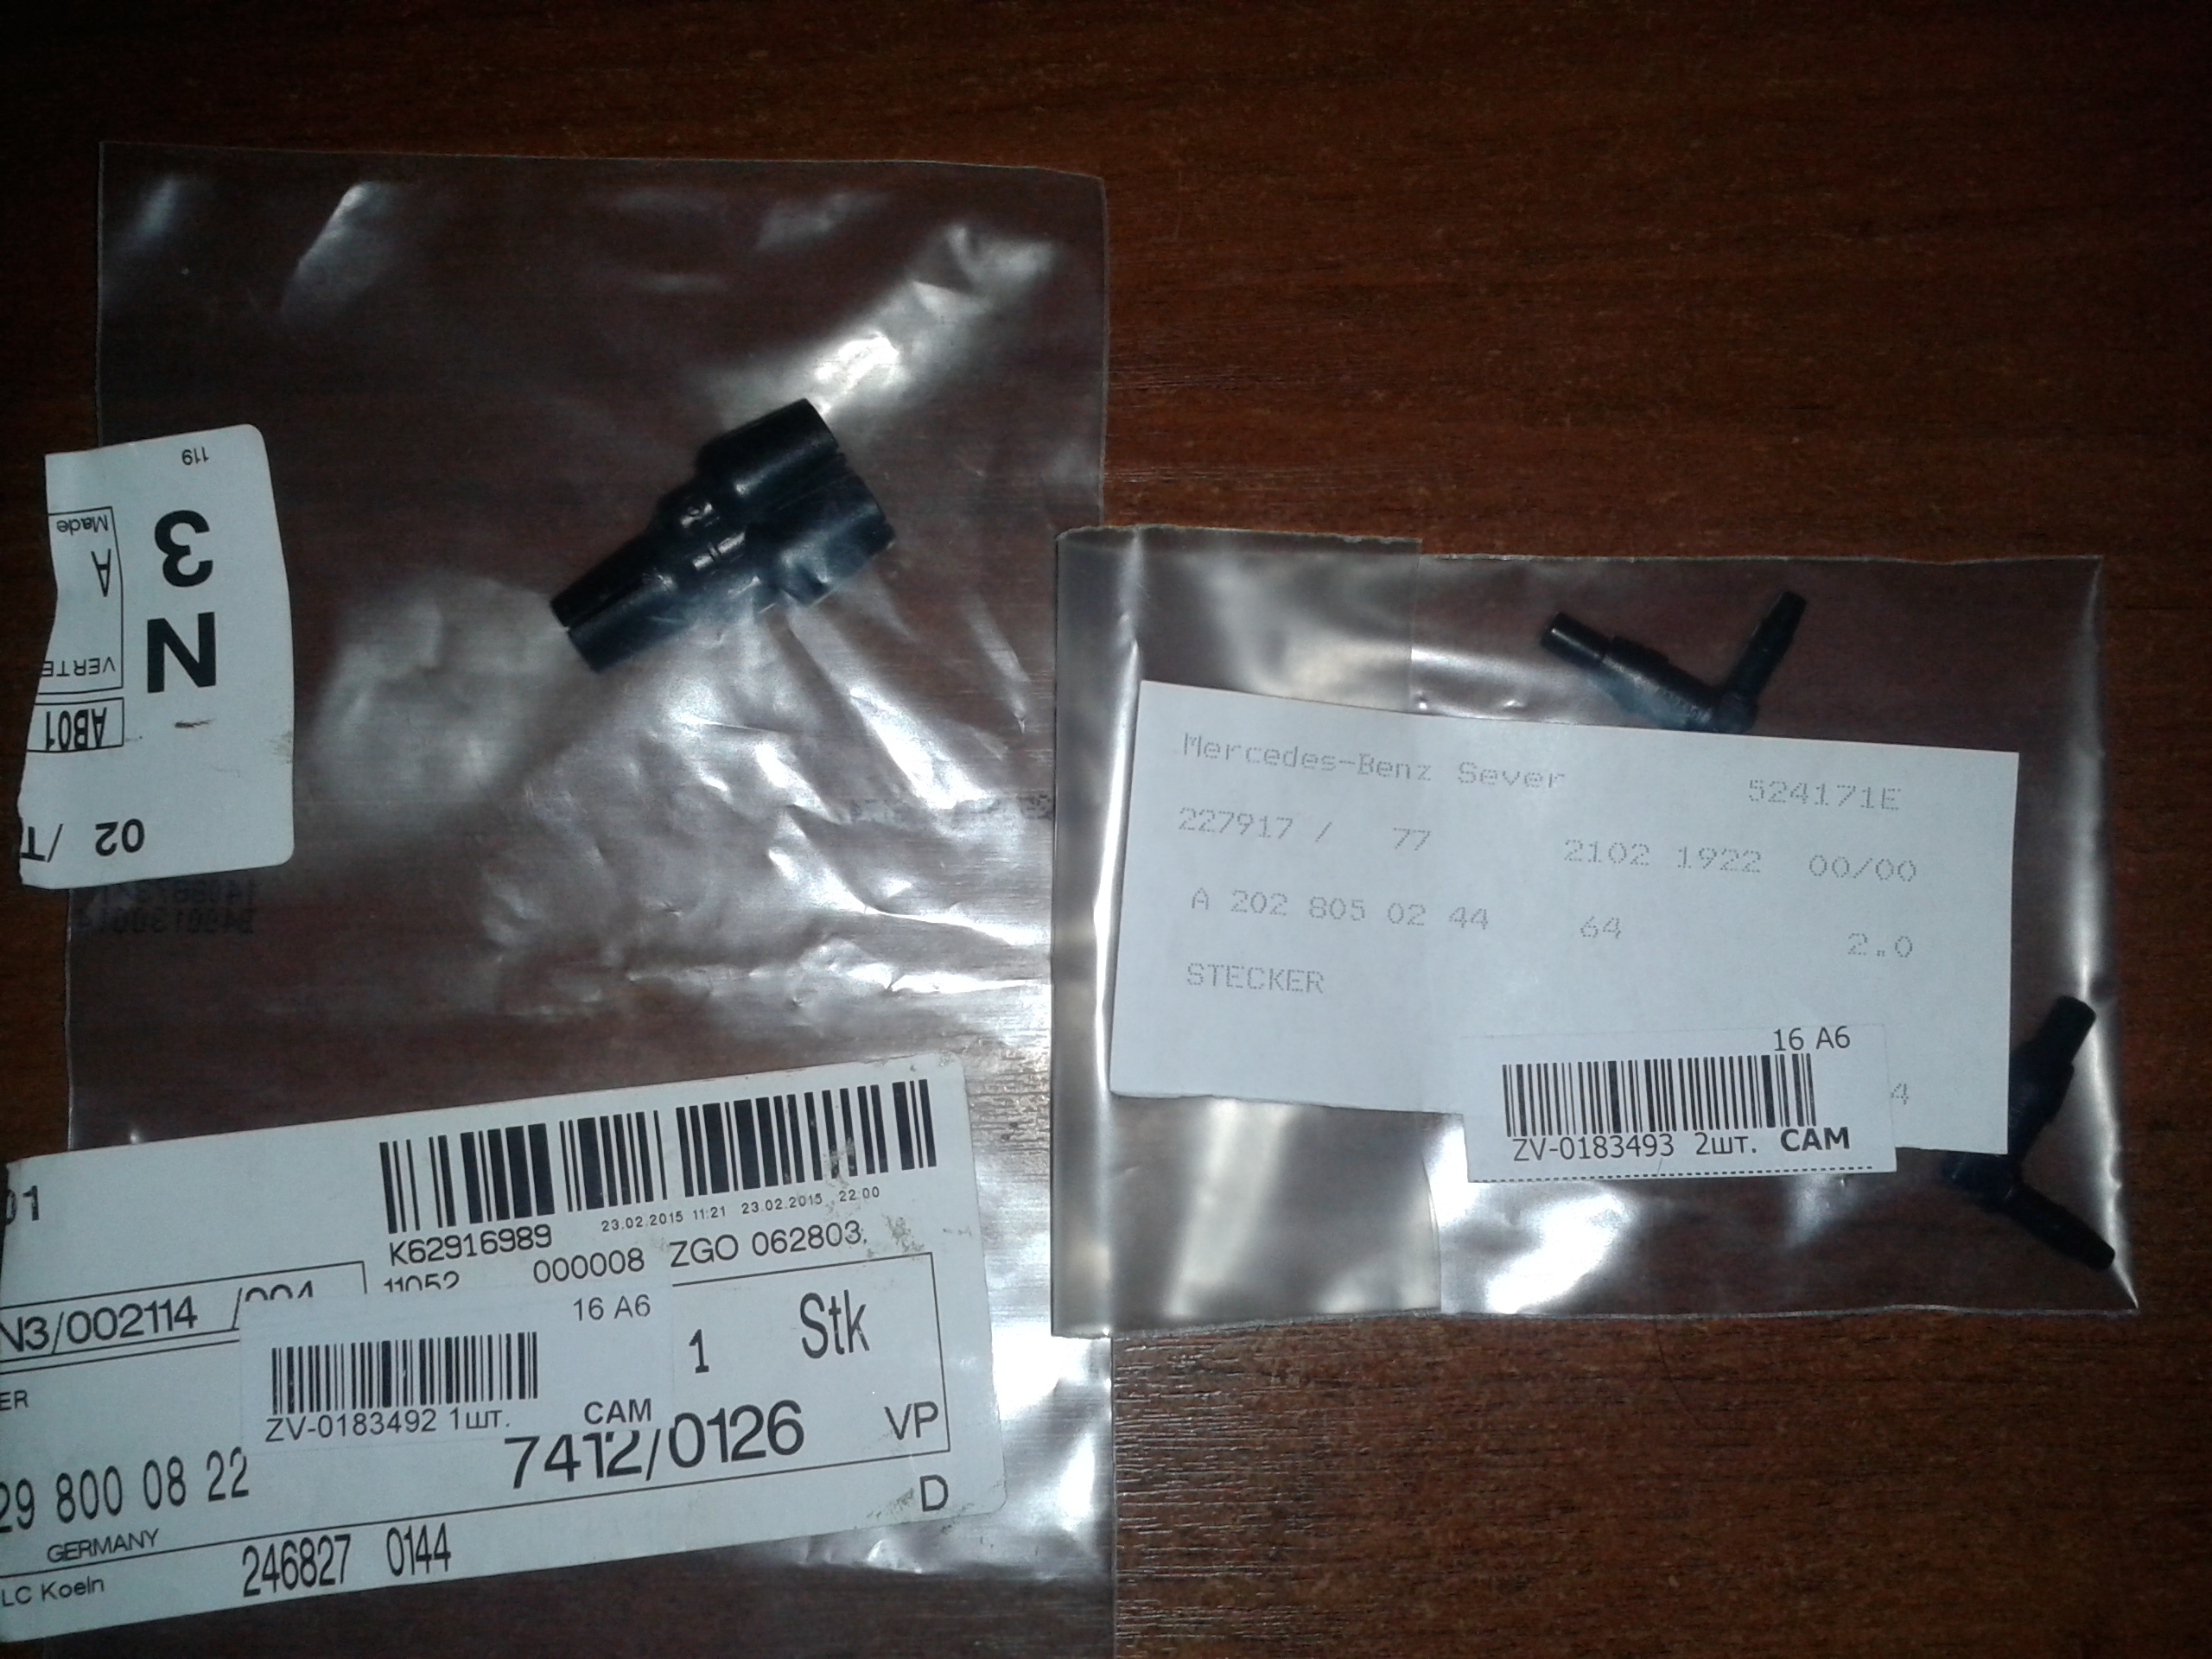 119
N 3
Made
A
VERTE
AB01
02 /T
01
K62916989
23.02.2015 11:21 23.02.2015 22:00
11052 000008 ZGO 062803
N3/002114 /004
16 A6
1 Stk
ER
ZV-0183492 1шт. CAM
7412/0126 VP
29 800 08 22
D
GERMANY
246827 0144
LC Koeln
Mercedes-Benz Sever 524171E
227917 / 77 2102 1922 00/00
A 202 805 02 44 64 2.0
STECKER
16 A6
4
ZV-0183493 2шт. CAM